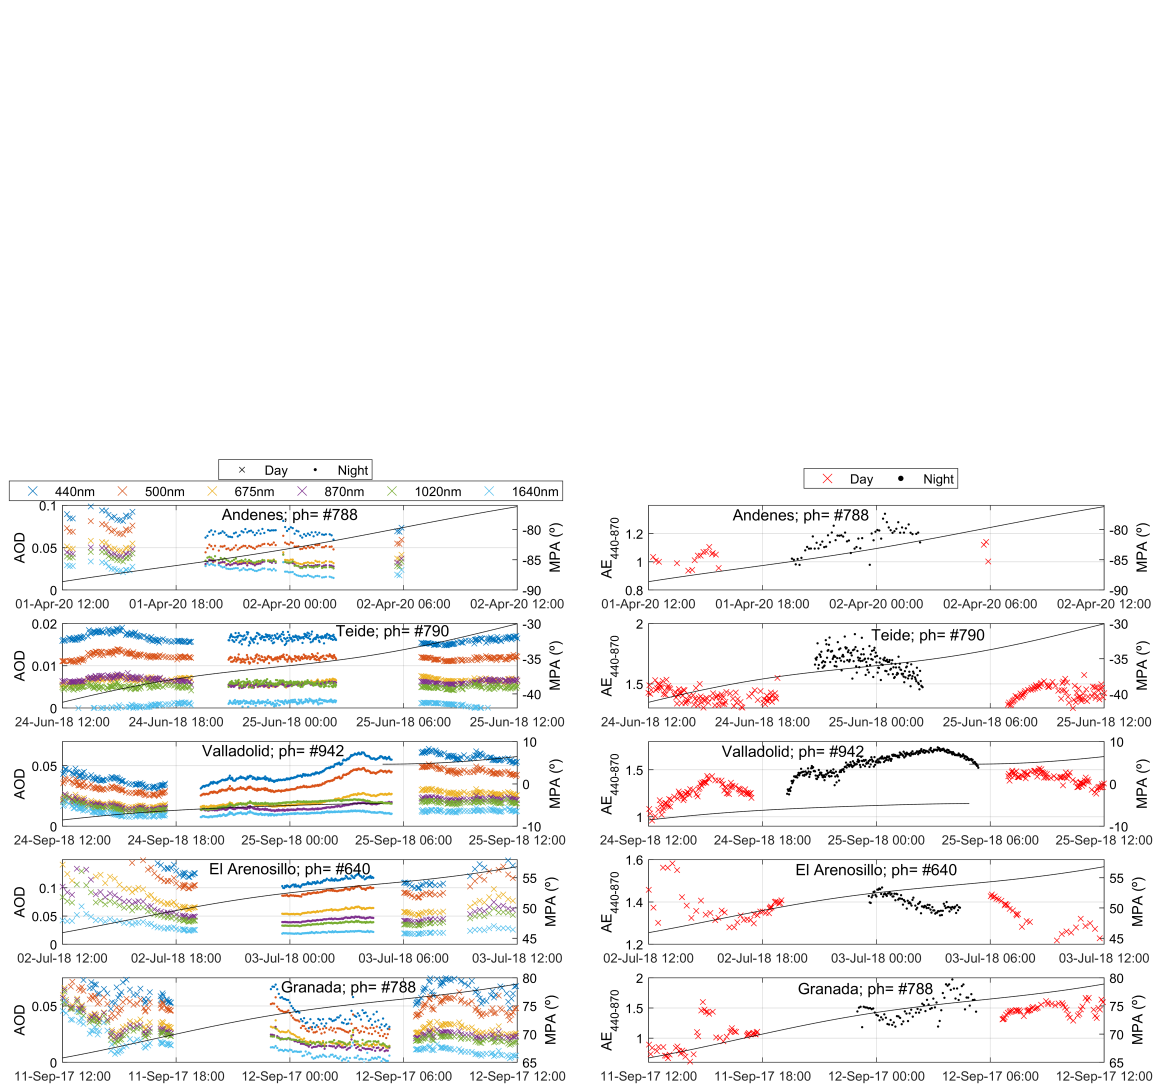 Day Night
440nm 500nm 675nm 870nm 1020nm 1640nm
Andenes; ph= #788
AOD
0.1
0.05
0
-80
-85
-90
MPA (º)
01-Apr-20 12:00 01-Apr-20 18:00 02-Apr-20 00:00 02-Apr-20 06:00 02-Apr-20 12:00
Teide; ph= #790
AOD
0.02
0.01
0
-30
-35
-40
MPA (º)
24-Jun-18 12:00 24-Jun-18 18:00 25-Jun-18 00:00 25-Jun-18 06:00 25-Jun-18 12:00
Valladolid; ph= #942
AOD
0.05
0
10
0
-10
MPA (º)
24-Sep-18 12:00 24-Sep-18 18:00 25-Sep-18 00:00 25-Sep-18 06:00 25-Sep-18 12:00
El Arenosillo; ph= #640
AOD
0.1
0.05
0
55
50
45
MPA (º)
02-Jul-18 12:00 02-Jul-18 18:00 03-Jul-18 00:00 03-Jul-18 06:00 03-Jul-18 12:00
Granada; ph= #788
AOD
0.05
0
80
75
70
65
MPA (º)
11-Sep-17 12:00 11-Sep-17 18:00 12-Sep-17 00:00 12-Sep-17 06:00 12-Sep-17 12:00
Day Night
Andenes; ph= #788
AE440-870
1.2
1
0.8
-80
-85
-90
MPA (º)
01-Apr-20 12:00 01-Apr-20 18:00 02-Apr-20 00:00 02-Apr-20 06:00 02-Apr-20 12:00
Teide; ph= #790
AE440-870
2
1.5
-30
-35
-40
MPA (º)
24-Jun-18 12:00 24-Jun-18 18:00 25-Jun-18 00:00 25-Jun-18 06:00 25-Jun-18 12:00
Valladolid; ph= #942
AE440-870
1.5
1
10
0
-10
MPA (º)
24-Sep-18 12:00 24-Sep-18 18:00 25-Sep-18 00:00 25-Sep-18 06:00 25-Sep-18 12:00
El Arenosillo; ph= #640
AE440-870
1.6
1.4
1.2
55
50
45
MPA (º)
02-Jul-18 12:00 02-Jul-18 18:00 03-Jul-18 00:00 03-Jul-18 06:00 03-Jul-18 12:00
Granada; ph= #788
AE440-870
2
1.5
1
80
75
70
65
MPA (º)
11-Sep-17 12:00 11-Sep-17 18:00 12-Sep-17 00:00 12-Sep-17 06:00 12-Sep-17 12:00